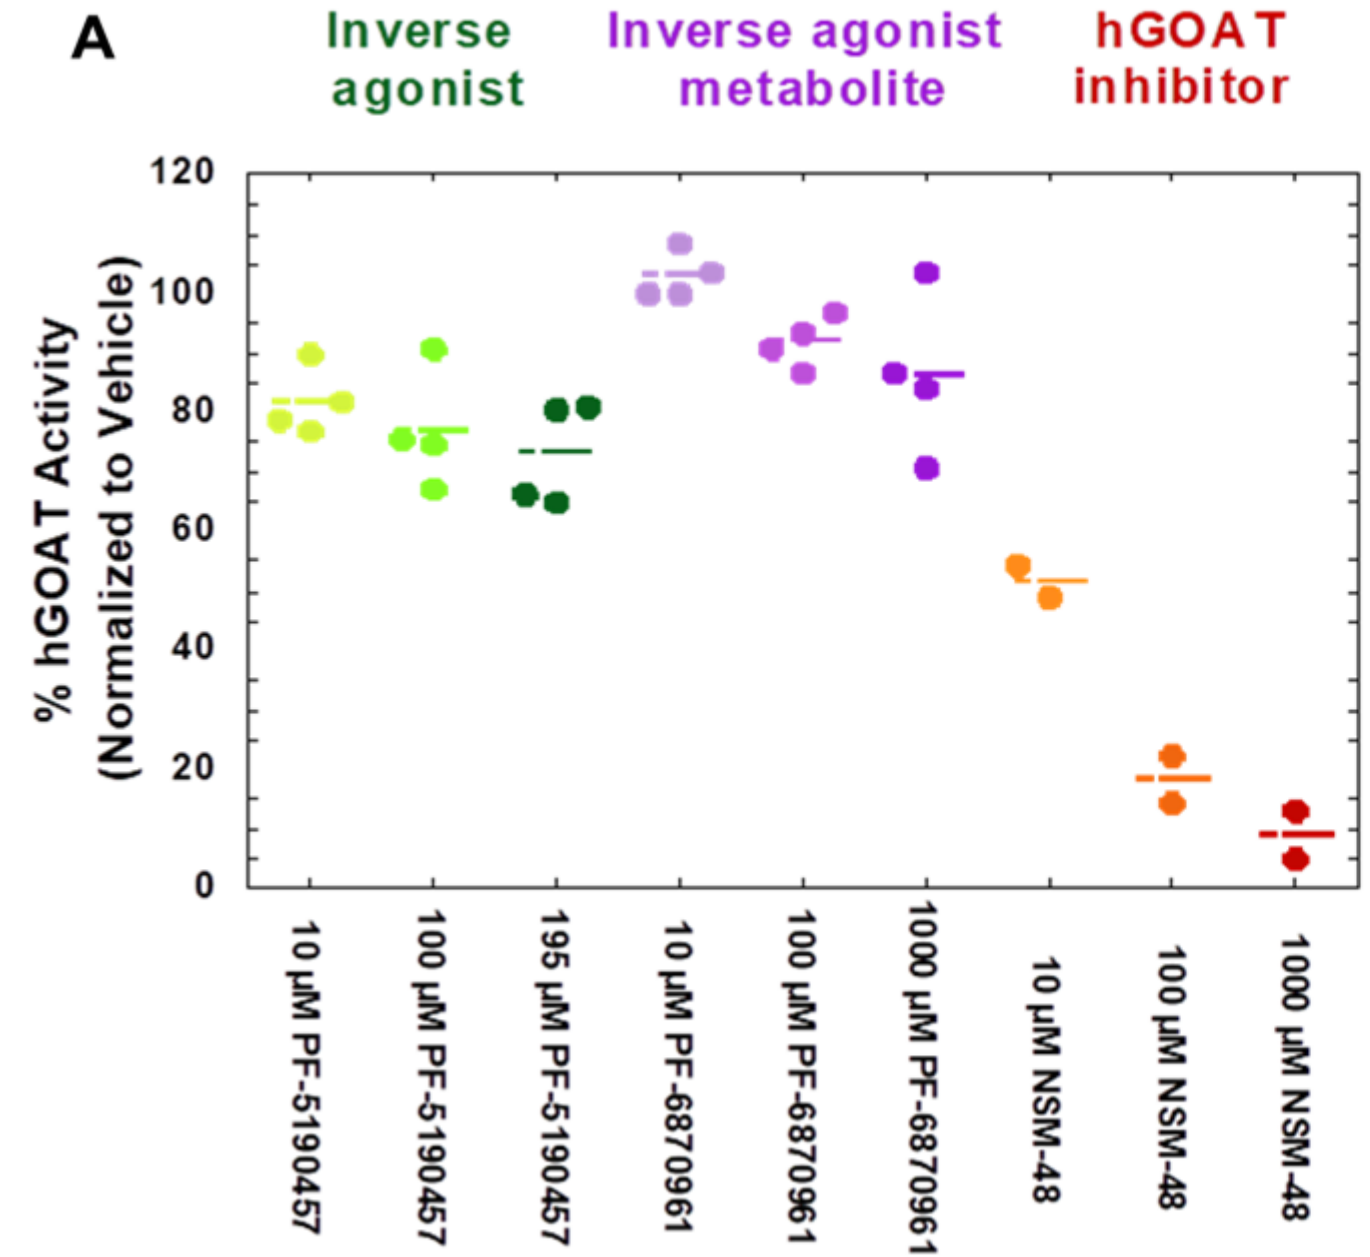 A
Inverse
agonist
Inverse agonist
metabolite
hGOAT
inhibitor
% hGOAT Activity
(Normalized to Vehicle)
120
100
80
60
40
20
0
10 µM PF-5190457
100 µM PF-5190457
195 µM PF-5190457
10 µM PF-6870961
100 µM PF-6870961
1000 µM PF-6870961
10 µM NSM-48
100 µM NSM-48
1000 µM NSM-48